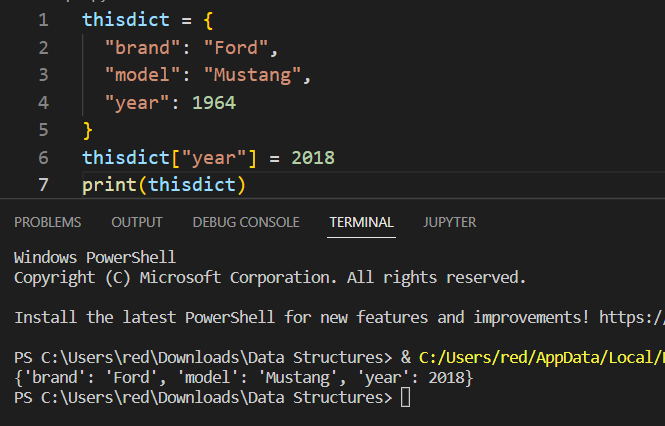 1 thisdict = {
2   "brand": "Ford",
3   "model": "Mustang",
4   "year": 1964
5 }
6 thisdict["year"] = 2018
7 print(thisdict)
PROBLEMS OUTPUT DEBUG CONSOLE TERMINAL JUPYTER
Windows PowerShell
Copyright (C) Microsoft Corporation. All rights reserved.
Install the latest PowerShell for new features and improvements! https:/
PS C:\Users\red\Downloads\Data Structures> & C:/Users/red/AppData/Local/
{'brand': 'Ford', 'model': 'Mustang', 'year': 2018}
PS C:\Users\red\Downloads\Data Structures>